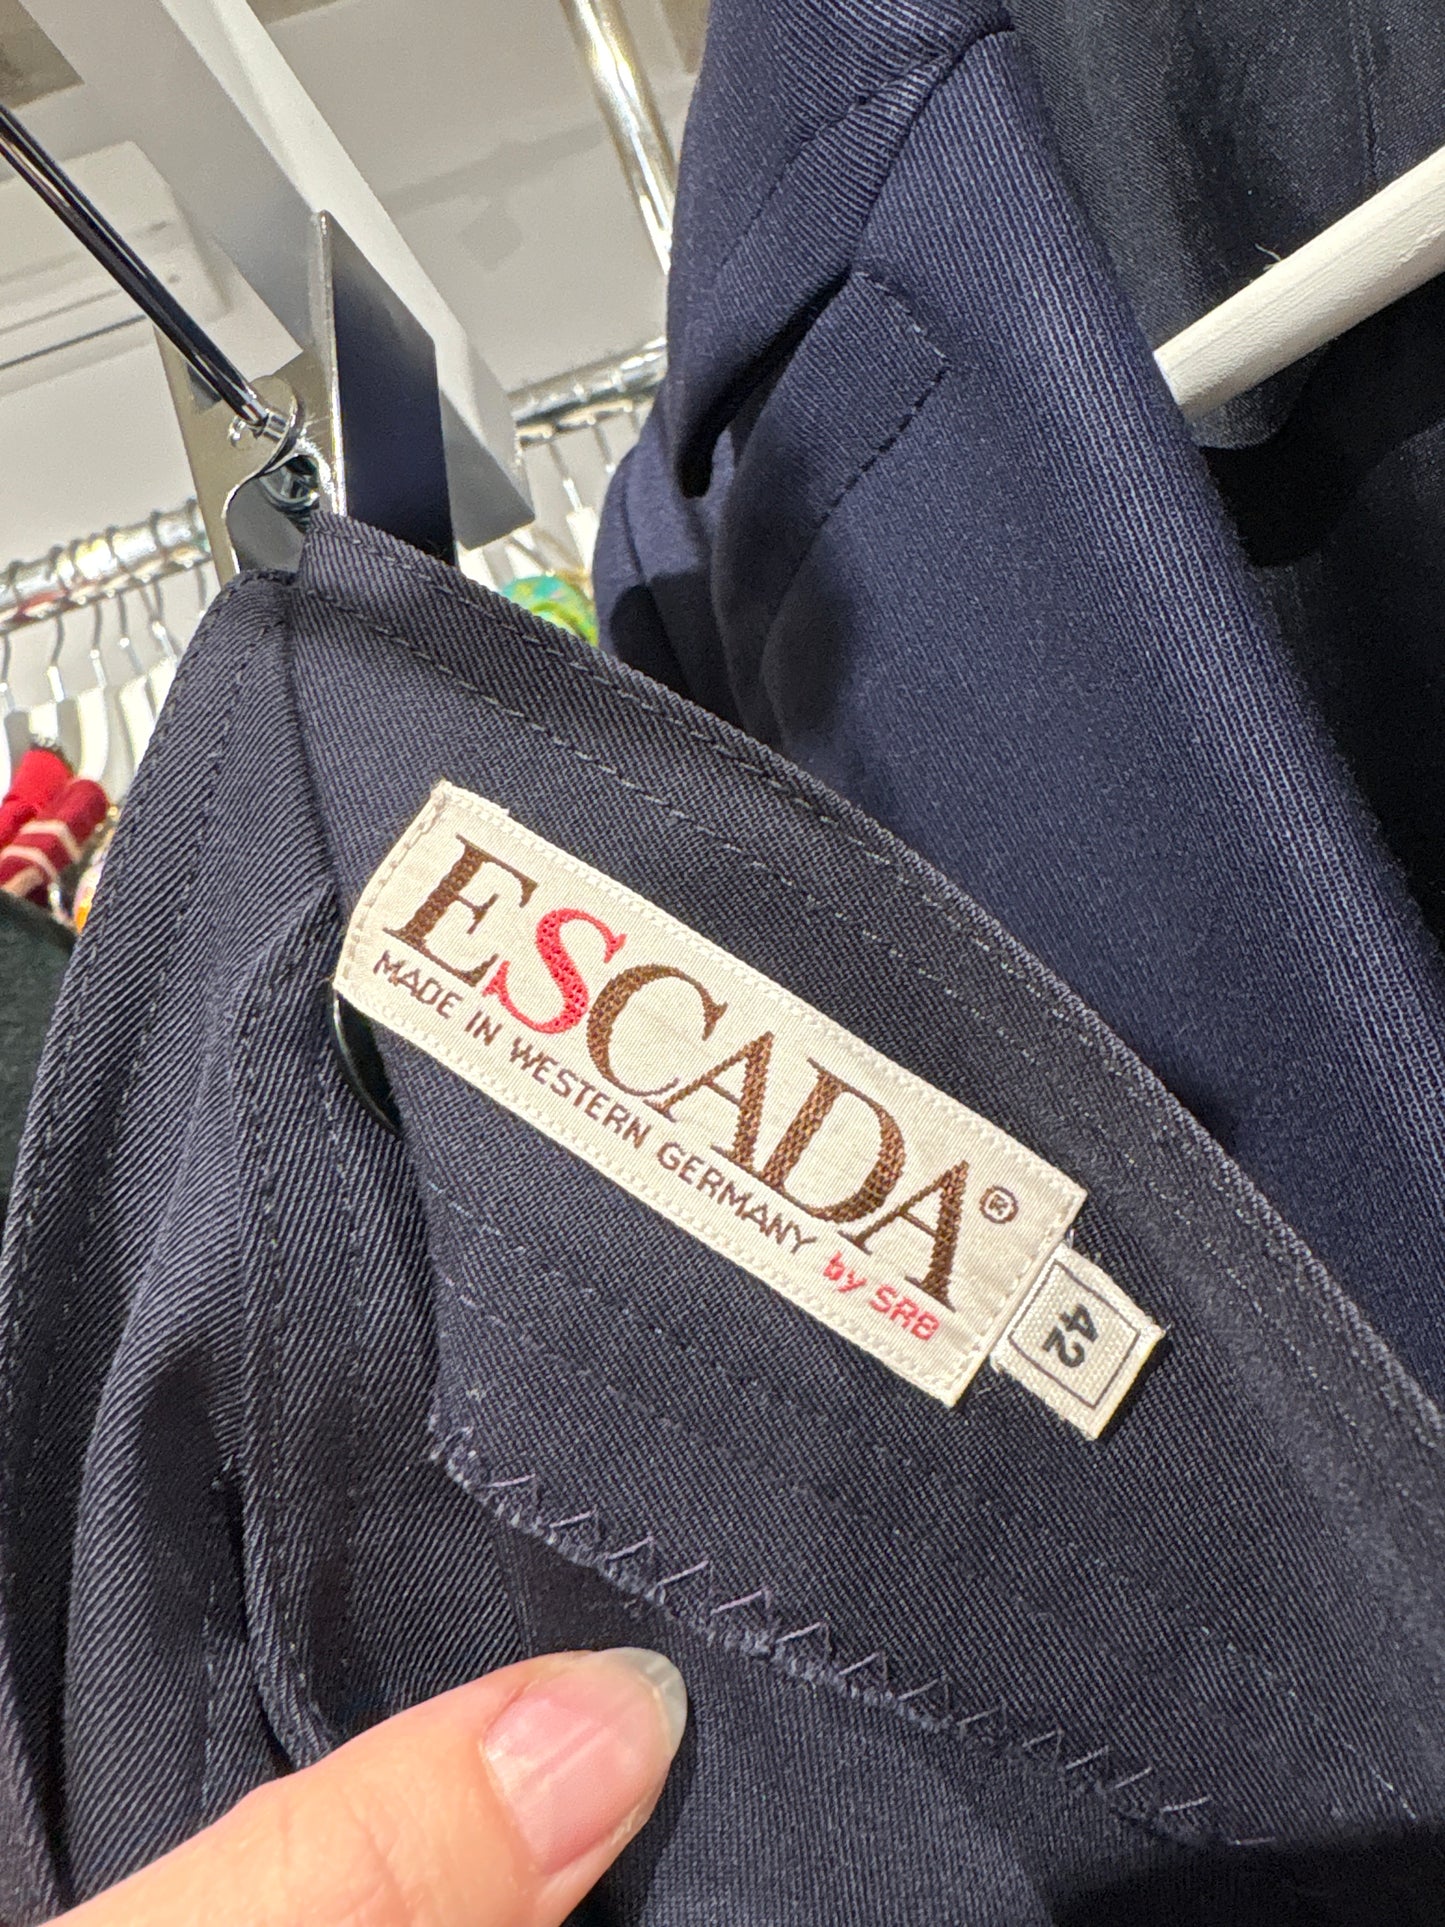 ESCADA®
MADE IN WESTERN GERMANY by SRB
42